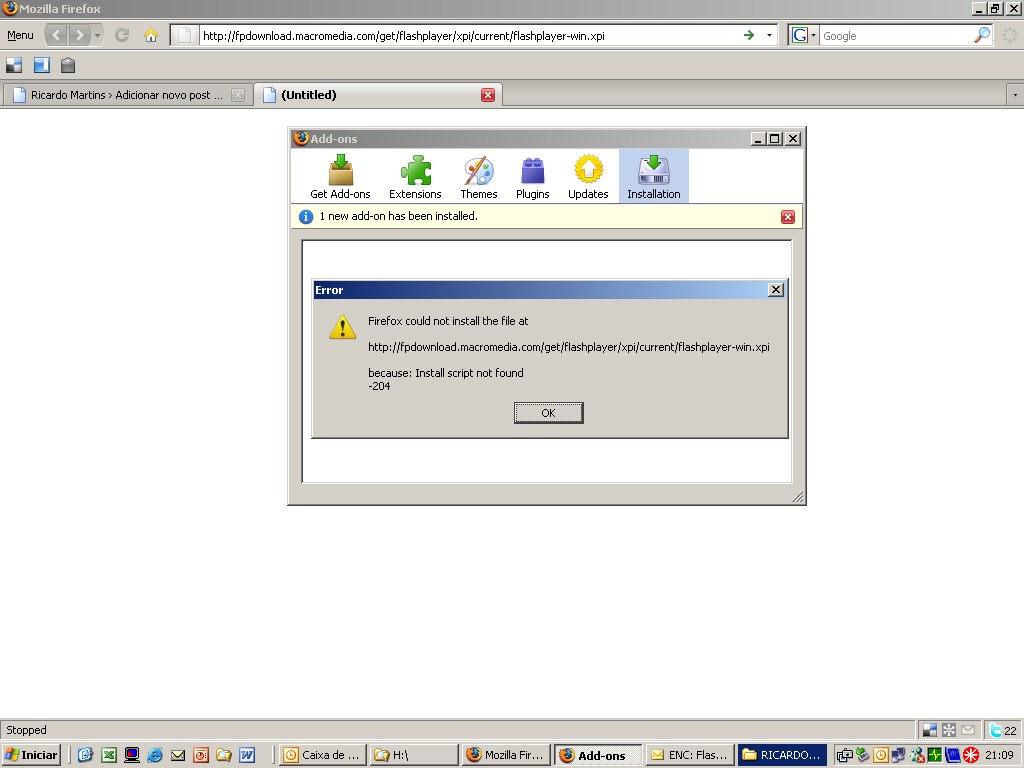 Mozilla Firefox
Menu
http://fpdownload.macromedia.com/get/flashplayer/xpi/current/flashplayer-win.xpi
G
Google
Ricardo Martins › Adicionar novo post ...
(Untitled)
Add-ons
Get Add-ons
Extensions
Themes
Plugins
Updates
Installation
1 new add-on has been installed.
Error
Firefox could not install the file at
http://fpdownload.macromedia.com/get/flashplayer/xpi/current/flashplayer-win.xpi
because: Install script not found
-204
OK
Stopped
22
Iniciar
Caixa de ...
H:\
Mozilla Fir...
Add-ons
ENC: Flas...
RICARDO...
21:09